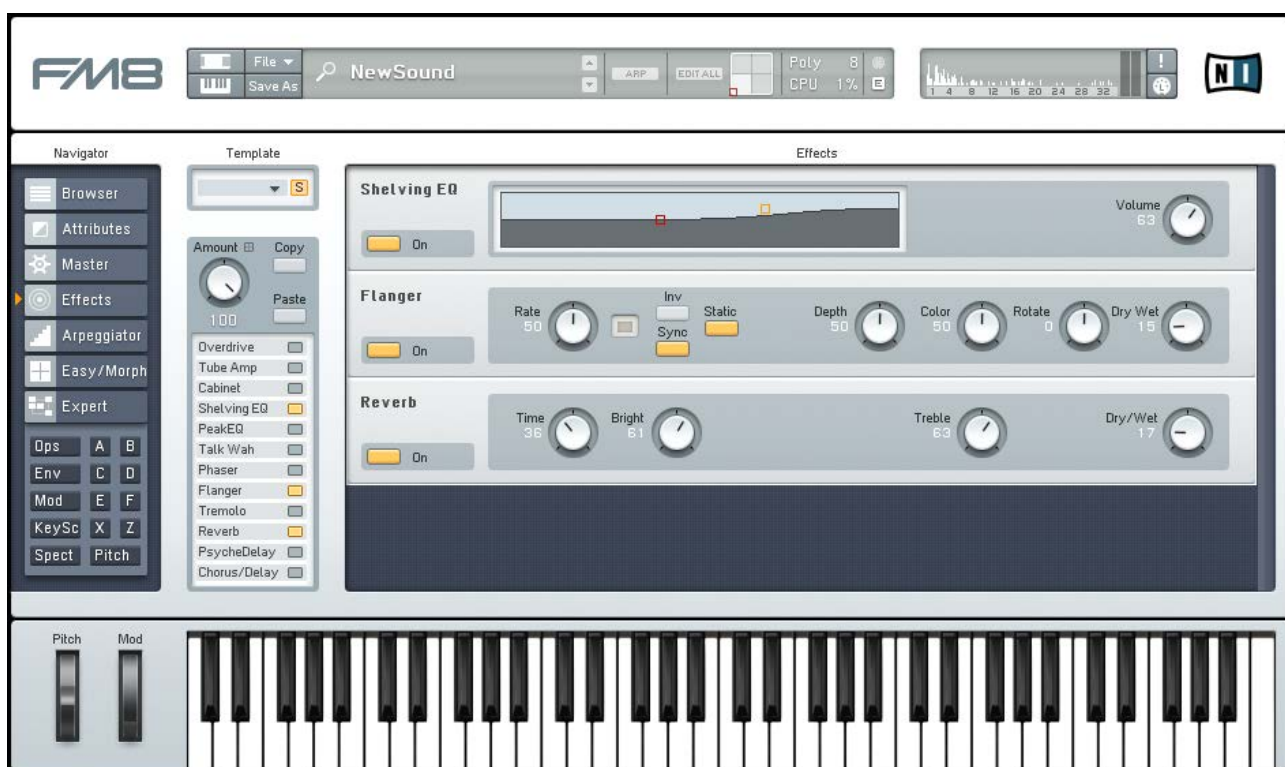 FM8
File
Save As
NewSound
ARP
EDIT ALL
Poly 8
CPU 1% E
! 
1 4 8 12 16 20 24 28 32
NI
Navigator
Browser
Attributes
Master
Effects
Arpeggiator
Easy/Morph
Expert
Ops A B
Env C D
Mod E F
KeySc X Z
Spect Pitch
Template
S
Amount Copy
Paste
100
Overdrive
Tube Amp
Cabinet
Shelving EQ
PeakEQ
Talk Wah
Phaser
Flanger
Tremolo
Reverb
PsycheDelay
Chorus/Delay
Effects
Shelving EQ
On
Volume
63
Flanger
On
Rate
50
Inv
Sync
Static
Depth
50
Color
50
Rotate
0
Dry Wet
15
Reverb
On
Time
36
Bright
61
Treble
63
Dry/Wet
17
Pitch Mod